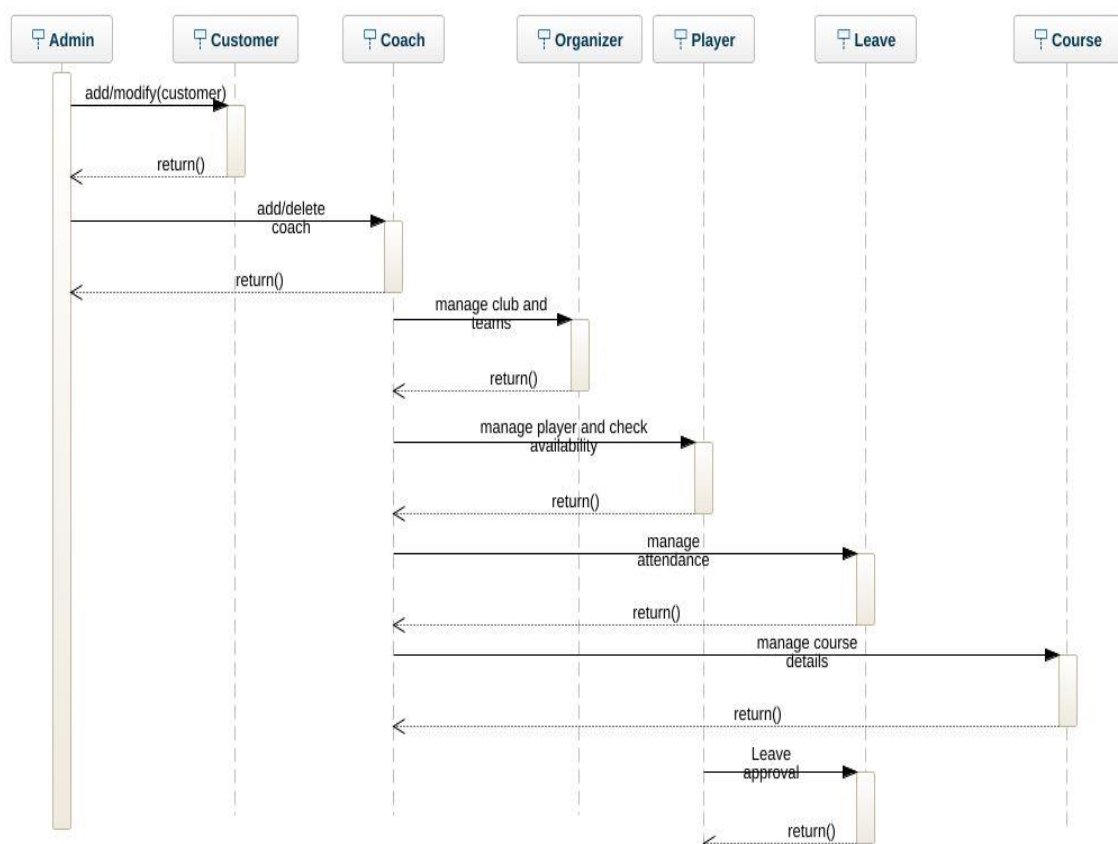 Admin
Customer
Coach
Organizer
Player
Leave
Course
add/modify(customer)
return()
add/delete
coach
return()
manage club and
teams
return()
manage player and check
availability
return()
manage
attendance
return()
manage course
details
return()
Leave
approval
return()